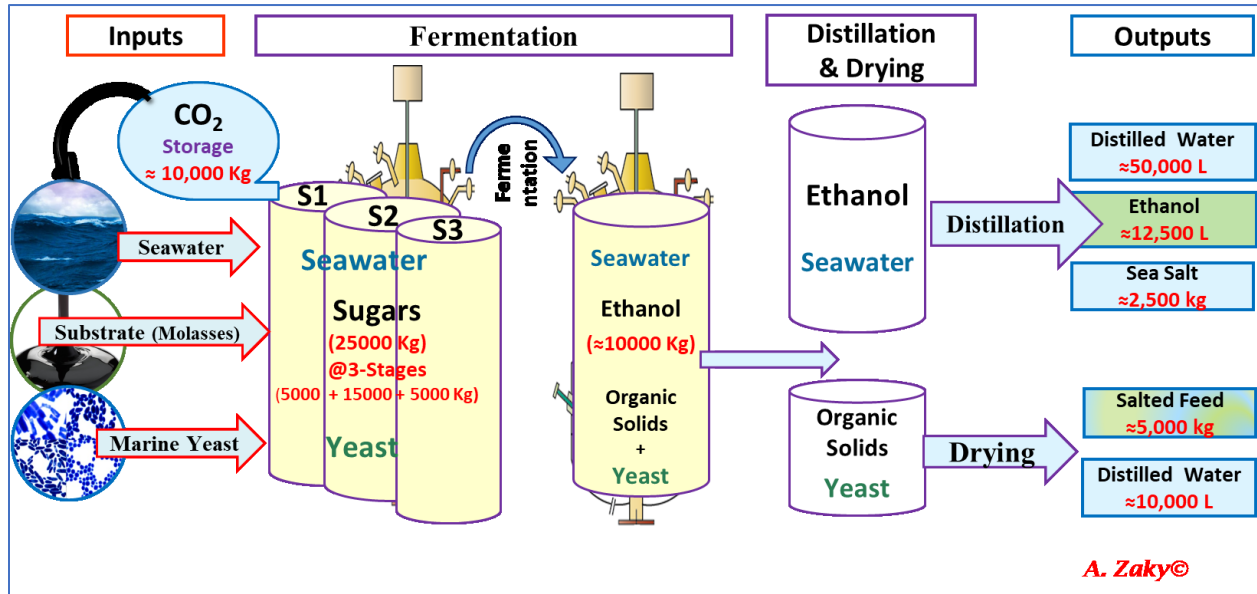 Inputs
Fermentation
Distillation
& Drying
Outputs
CO₂
Storage
≈ 10,000 Kg
Seawater
Substrate (Molasses)
Marine Yeast
S1
S2
S3
Seawater
Sugars
(25000 Kg)
@3-Stages
(5000 + 15000 + 5000 Kg)
Yeast
Ferme
ntation
Seawater
Ethanol
(≈10000 Kg)
Organic
Solids
+
Yeast
Ethanol
Seawater
Distillation
Organic
Solids
Yeast
Drying
Distilled Water
≈50,000 L
Ethanol
≈12,500 L
Sea Salt
≈2,500 kg
Salted Feed
≈5,000 kg
Distilled Water
≈10,000 L
A. Zaky©